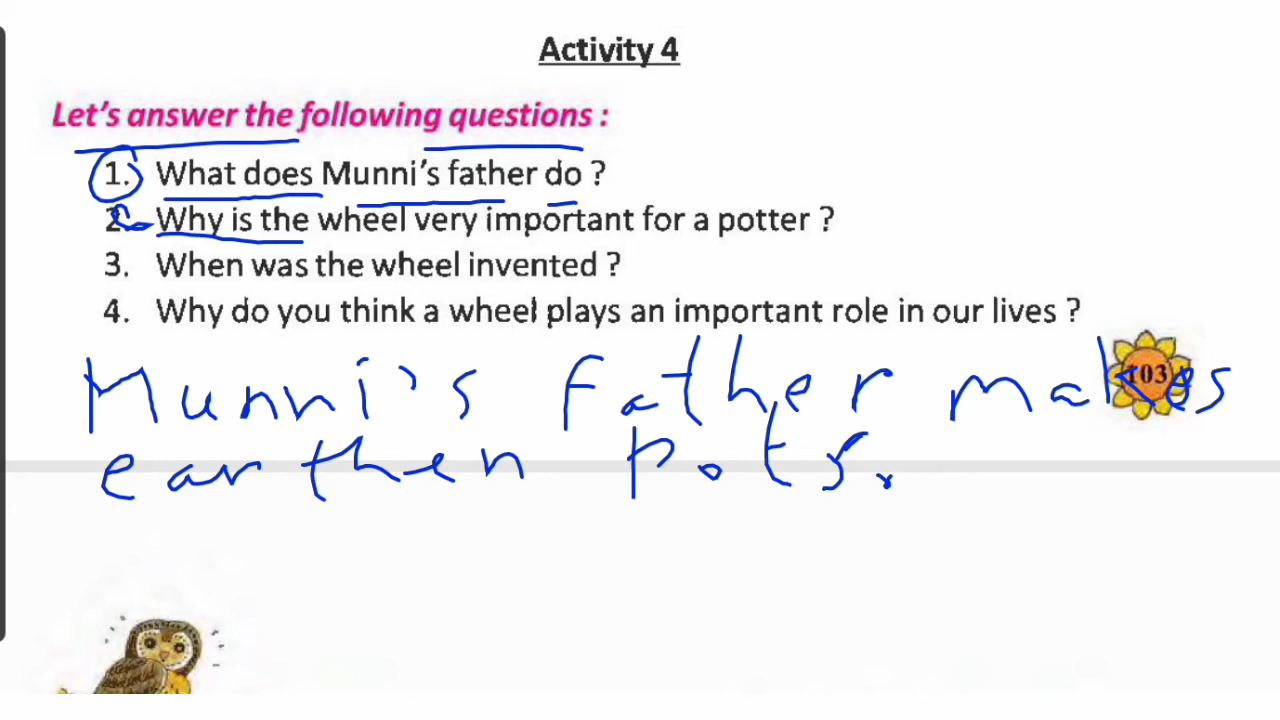 Activity 4
Let's answer the following questions :
1. What does Munni's father do ?
2. Why is the wheel very important for a potter ?
3. When was the wheel invented ?
4. Why do you think a wheel plays an important role in our lives ?
103
Munni's father makes
earthen pots.